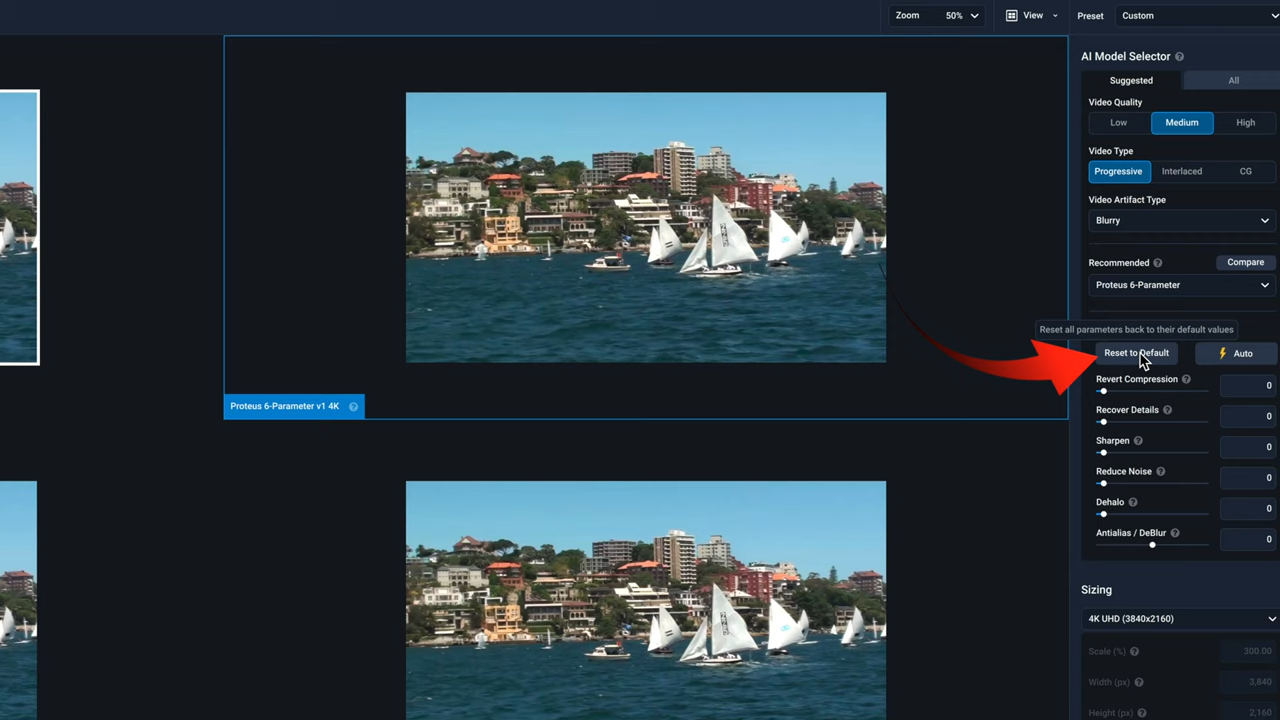 Zoom 50% View Preset Custom
AI Model Selector ?
Suggested All
Video Quality
Low Medium High
Video Type
Progressive Interlaced CG
Video Artifact Type
Blurry
Recommended ? Compare
Proteus 6-Parameter
Reset all parameters back to their default values
Reset to Default Auto
Revert Compression ? 0
Recover Details ? 0
Sharpen ? 0
Reduce Noise ? 0
Dehalo ? 0
Antialias / DeBlur ? 0
Proteus 6-Parameter v1 4K ?
Sizing
4K UHD (3840x2160)
Scale (%) ? 300.00
Width (px) ? 3,840
Height (px) ? 2,160